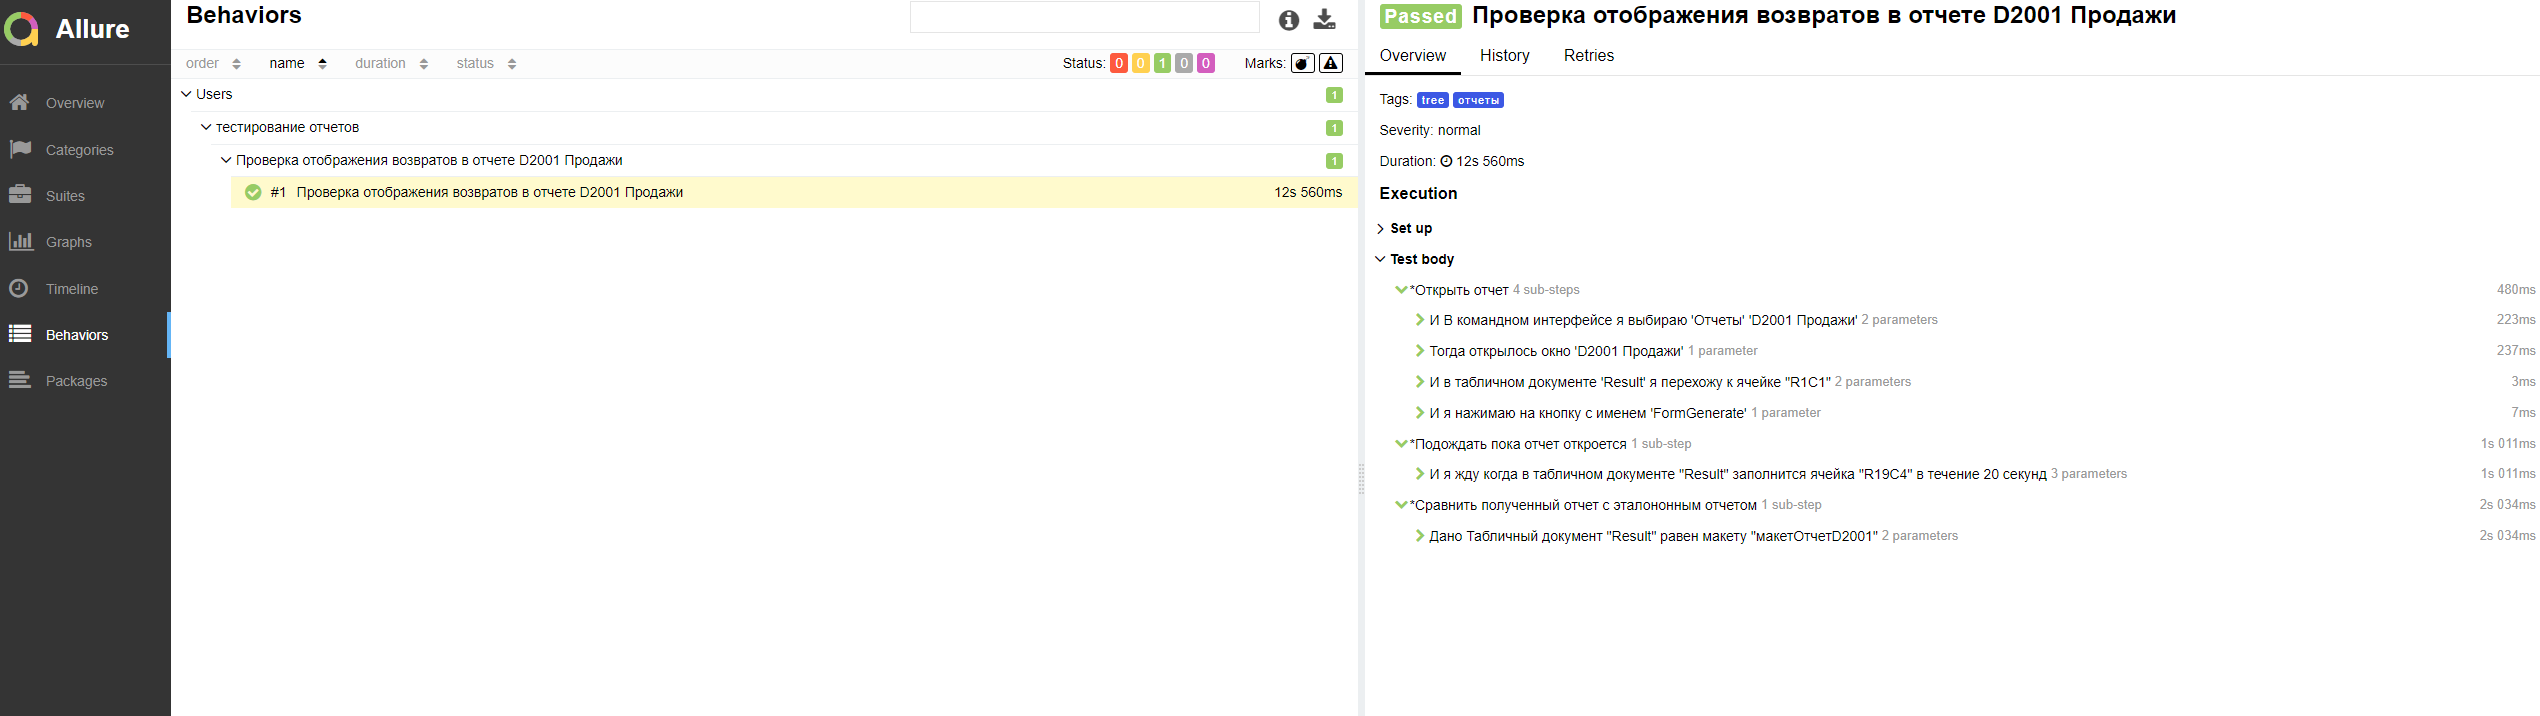 Allure
Overview
Categories
Suites
Graphs
Timeline
Behaviors
Packages
Behaviors
order name duration status Status: 0 0 1 0 0 Marks:
Users 1
тестирование отчетов 1
Проверка отображения возвратов в отчете D2001 Продажи 1
#1 Проверка отображения возвратов в отчете D2001 Продажи 12s 560ms
Passed Проверка отображения возвратов в отчете D2001 Продажи
Overview History Retries
Tags: tree отчеты
Severity: normal
Duration: 12s 560ms
Execution
Set up
Test body
*Открыть отчет 4 sub-steps 480ms
И В командном интерфейсе я выбираю 'Отчеты' 'D2001 Продажи' 2 parameters 223ms
Тогда открылось окно 'D2001 Продажи' 1 parameter 237ms
И в табличном документе 'Result' я перехожу к ячейке "R1C1" 2 parameters 3ms
И я нажимаю на кнопку с именем 'FormGenerate' 1 parameter 7ms
*Подождать пока отчет откроется 1 sub-step 1s 011ms
И я жду когда в табличном документе "Result" заполнится ячейка "R19C4" в течение 20 секунд 3 parameters 1s 011ms
*Сравнить полученный отчет с эталононным отчетом 1 sub-step 2s 034ms
Дано Табличный документ "Result" равен макету "макетОтчетD2001" 2 parameters 2s 034ms